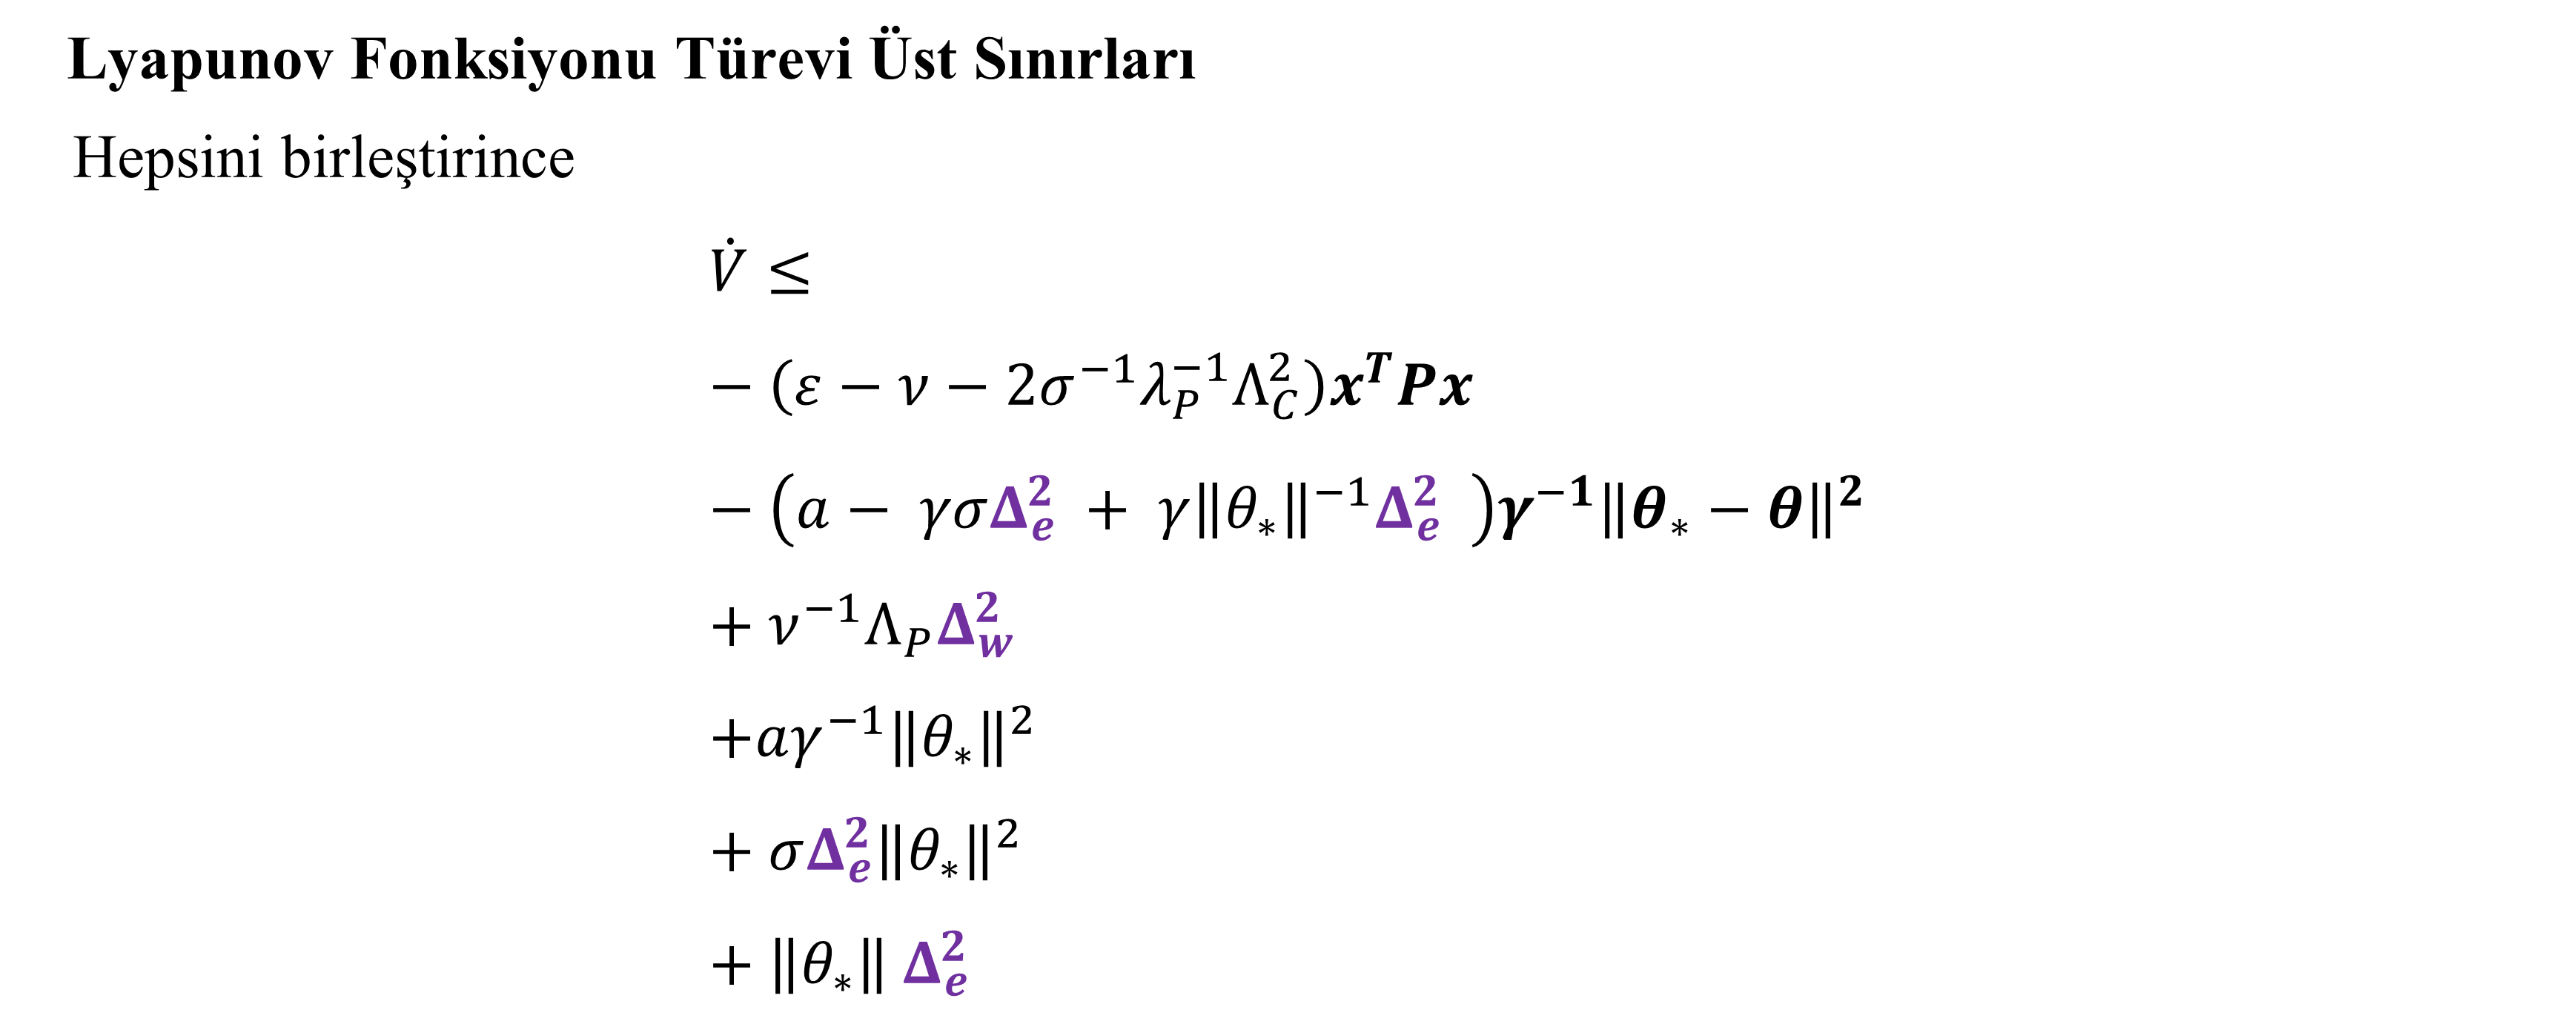 Lyapunov Fonksiyonu Türevi Üst Sınırları
Hepsini birleştirince
V̇ ≤
− (ε − ν − 2σ⁻¹λ_P⁻¹Λ_C²)xᵀPx
− (a − γσΔ_e² + γ‖θ_*‖⁻¹Δ_e² )γ⁻¹‖θ_* − θ‖²
+ ν⁻¹Λ_PΔ_w²
+aγ⁻¹‖θ_*‖²
+ σΔ_e²‖θ_*‖²
+ ‖θ_*‖ Δ_e²